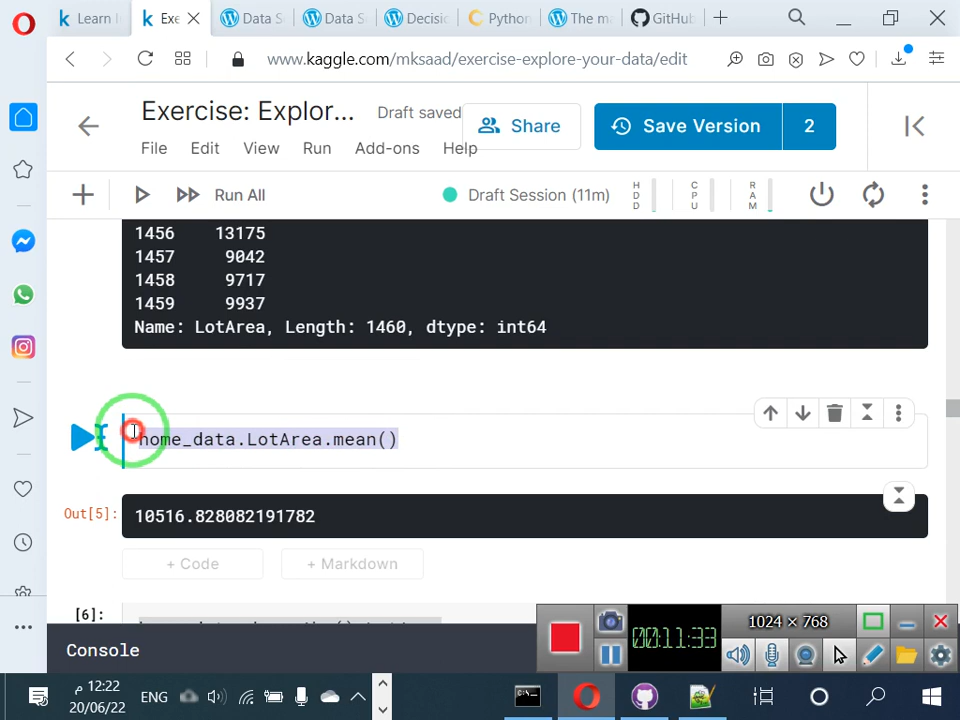 Learn I
Exe
Data S
Data S
Decisic
Python
The ma
GitHub
www.kaggle.com/mksaad/exercise-explore-your-data/edit
Exercise: Explor...
Draft saved
Share
Save Version
2
File
Edit
View
Run
Add-ons
Help
Run All
Draft Session (11m)
HDD
CPU
RAM
1456 13175
1457 9042
1458 9717
1459 9937
Name: LotArea, Length: 1460, dtype: int64
home_data.LotArea.mean()
Out[5]:
10516.828082191782
+ Code
+ Markdown
[6]:
Console
00:11:33
1024 × 768
12:22 م
20/06/22
ENG